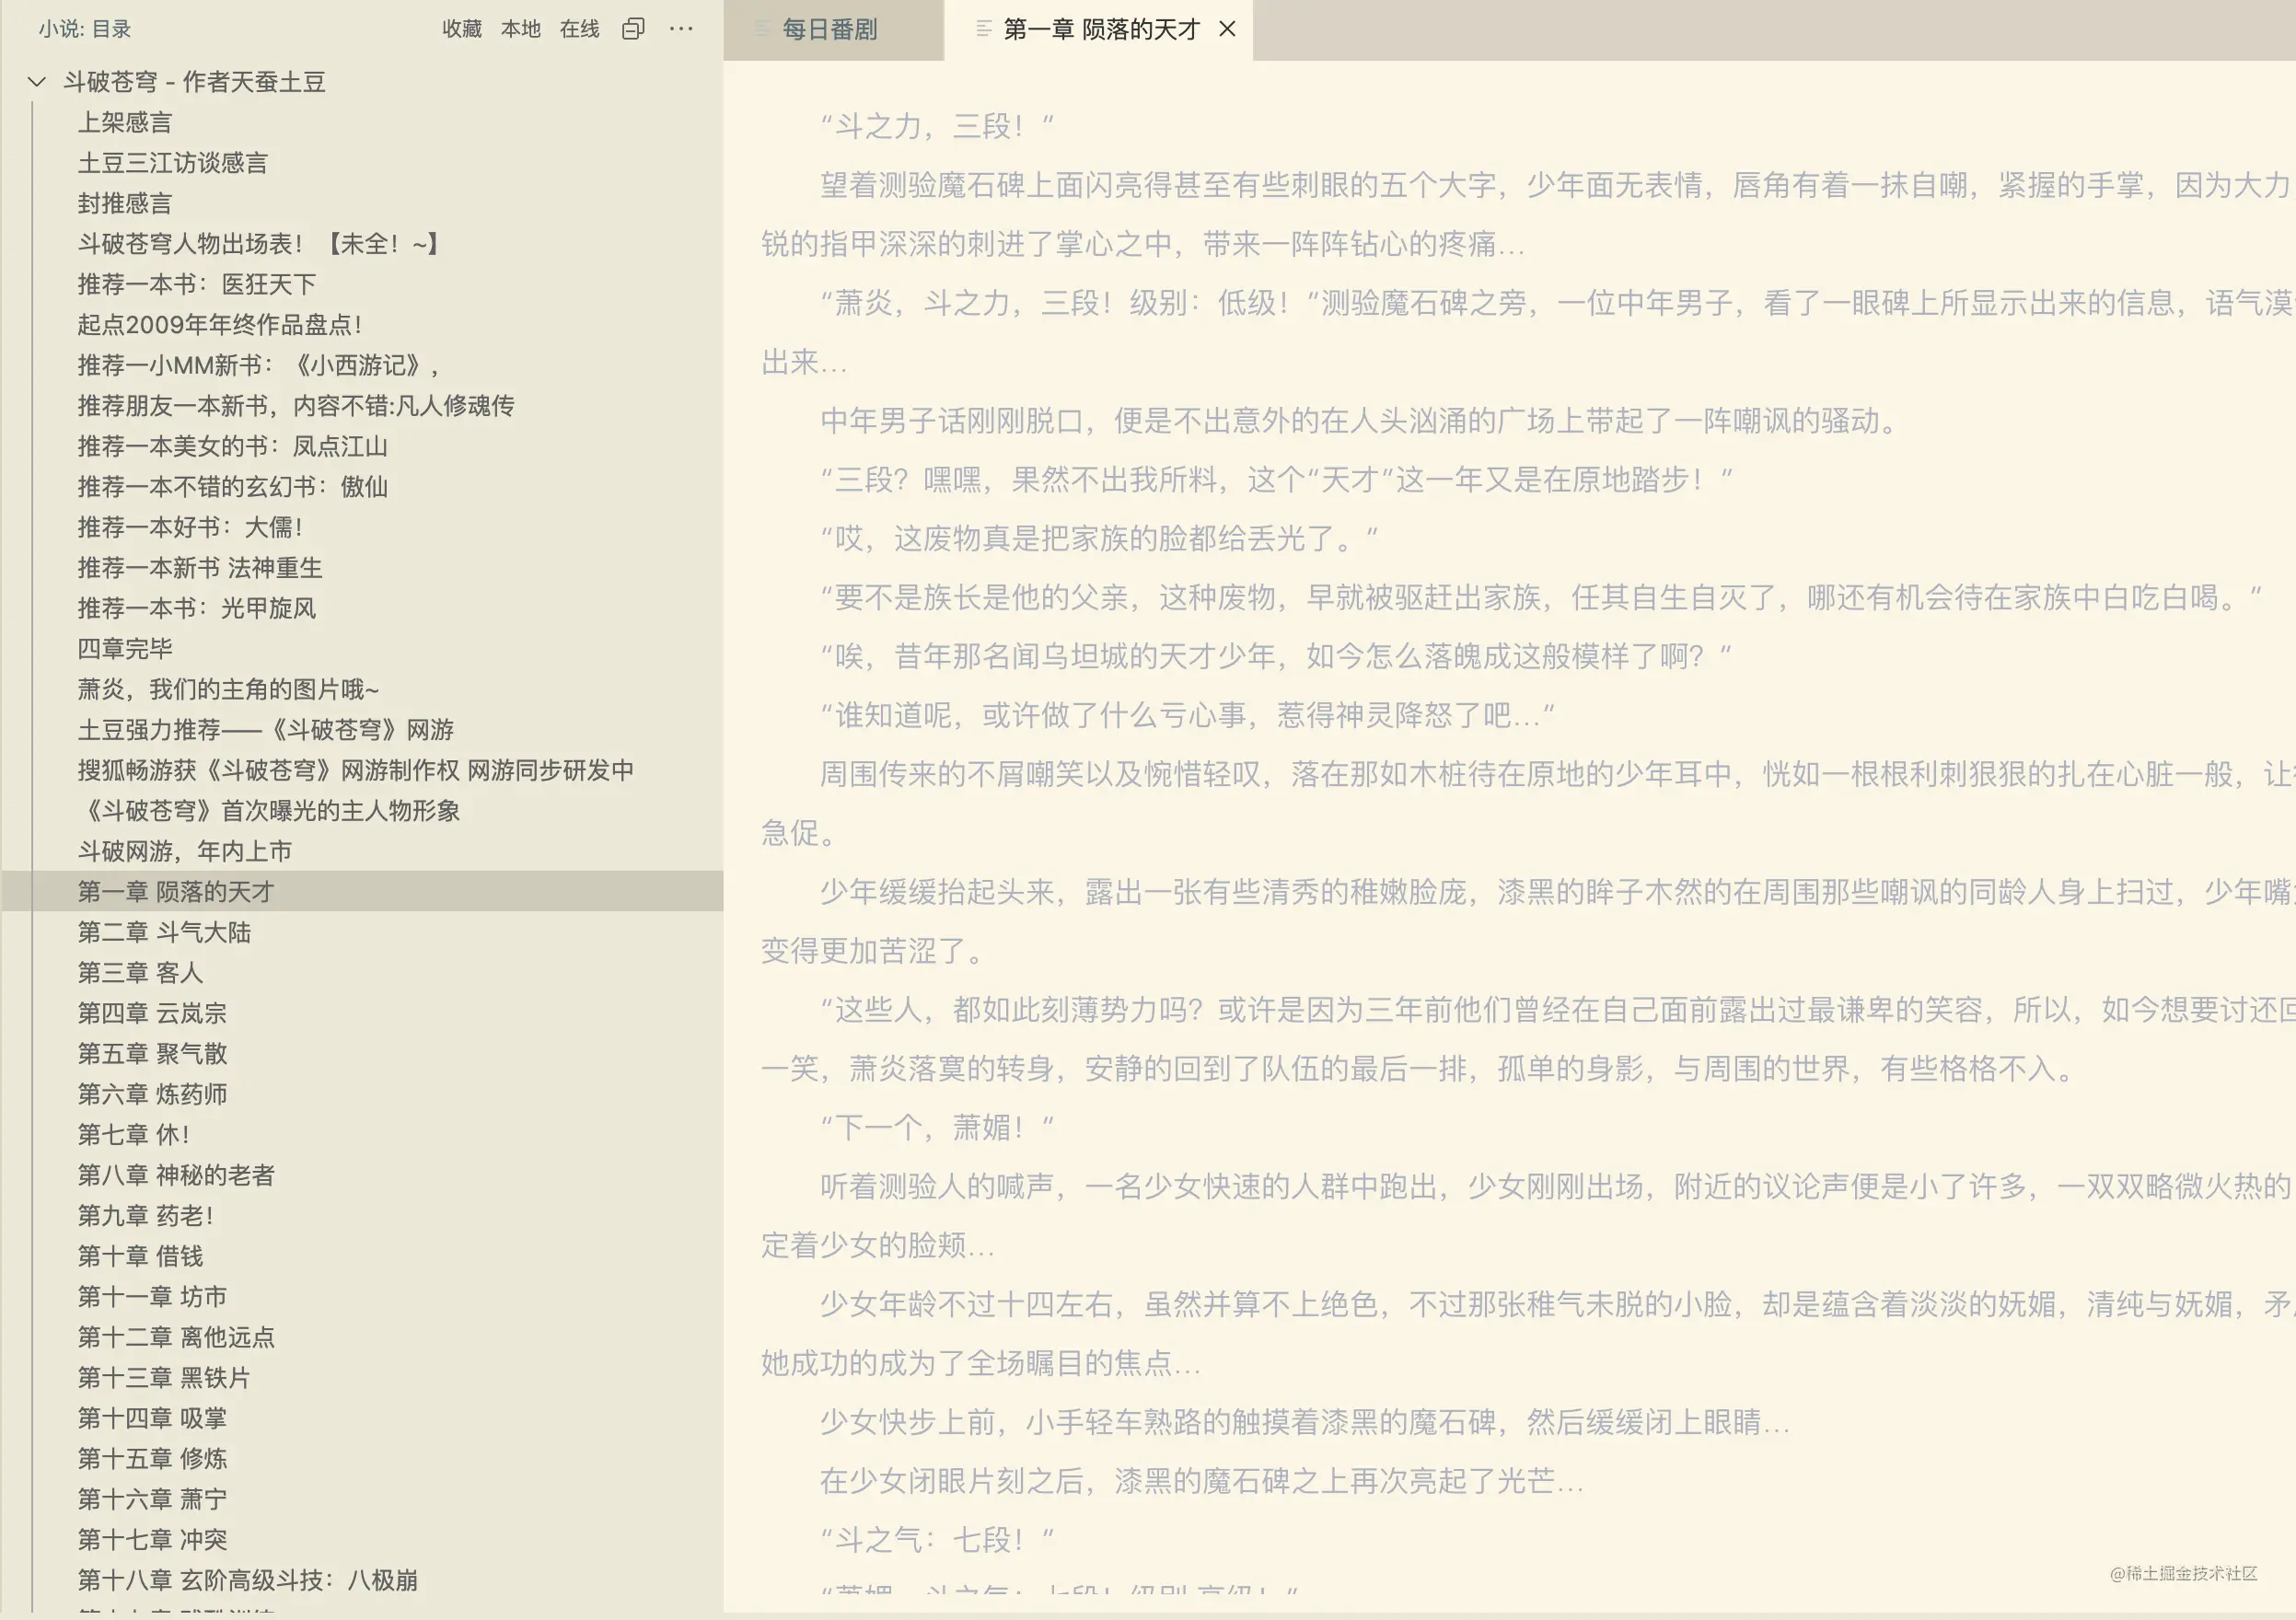 小说: 目录 收藏 本地 在线 ...
斗破苍穹 - 作者天蚕土豆
上架感言
土豆三江访谈感言
封推感言
斗破苍穹人物出场表！【未全！~】
推荐一本书：医狂天下
起点2009年年终作品盘点！
推荐一小MM新书：《小西游记》，
推荐朋友一本新书，内容不错:凡人修魂传
推荐一本美女的书：凤点江山
推荐一本不错的玄幻书：傲仙
推荐一本好书：大儒！
推荐一本新书 法神重生
推荐一本书：光甲旋风
四章完毕
萧炎，我们的主角的图片哦~
土豆强力推荐——《斗破苍穹》网游
搜狐畅游获《斗破苍穹》网游制作权 网游同步研发中
《斗破苍穹》首次曝光的主人物形象
斗破网游，年内上市
第一章 陨落的天才
第二章 斗气大陆
第三章 客人
第四章 云岚宗
第五章 聚气散
第六章 炼药师
第七章 休！
第八章 神秘的老者
第九章 药老！
第十章 借钱
第十一章 坊市
第十二章 离他远点
第十三章 黑铁片
第十四章 吸掌
第十五章 修炼
第十六章 萧宁
第十七章 冲突
第十八章 玄阶高级斗技：八极崩
每日番剧
第一章 陨落的天才
“斗之力，三段！”
望着测验魔石碑上面闪亮得甚至有些刺眼的五个大字，少年面无表情，唇角有着一抹自嘲，紧握的手掌，因为大力
锐的指甲深深的刺进了掌心之中，带来一阵阵钻心的疼痛…
“萧炎，斗之力，三段！级别：低级！”测验魔石碑之旁，一位中年男子，看了一眼碑上所显示出来的信息，语气漠
出来…
中年男子话刚刚脱口，便是不出意外的在人头汹涌的广场上带起了一阵嘲讽的骚动。
“三段？嘿嘿，果然不出我所料，这个“天才”这一年又是在原地踏步！”
“哎，这废物真是把家族的脸都给丢光了。”
“要不是族长是他的父亲，这种废物，早就被驱赶出家族，任其自生自灭了，哪还有机会待在家族中白吃白喝。”
“唉，昔年那名闻乌坦城的天才少年，如今怎么落魄成这般模样了啊？”
“谁知道呢，或许做了什么亏心事，惹得神灵降怒了吧…”
周围传来的不屑嘲笑以及惋惜轻叹，落在那如木桩待在原地的少年耳中，恍如一根根利刺狠狠的扎在心脏一般，让
急促。
少年缓缓抬起头来，露出一张有些清秀的稚嫩脸庞，漆黑的眸子木然的在周围那些嘲讽的同龄人身上扫过，少年嘴
变得更加苦涩了。
“这些人，都如此刻薄势力吗？或许是因为三年前他们曾经在自己面前露出过最谦卑的笑容，所以，如今想要讨还回
一笑，萧炎落寞的转身，安静的回到了队伍的最后一排，孤单的身影，与周围的世界，有些格格不入。
“下一个，萧媚！”
听着测验人的喊声，一名少女快速的人群中跑出，少女刚刚出场，附近的议论声便是小了许多，一双双略微火热的
定着少女的脸颊…
少女年龄不过十四左右，虽然并算不上绝色，不过那张稚气未脱的小脸，却是蕴含着淡淡的妩媚，清纯与妩媚，矛
她成功的成为了全场瞩目的焦点…
少女快步上前，小手轻车熟路的触摸着漆黑的魔石碑，然后缓缓闭上眼睛…
在少女闭眼片刻之后，漆黑的魔石碑之上再次亮起了光芒…
“斗之气：七段！”
@稀土掘金技术社区